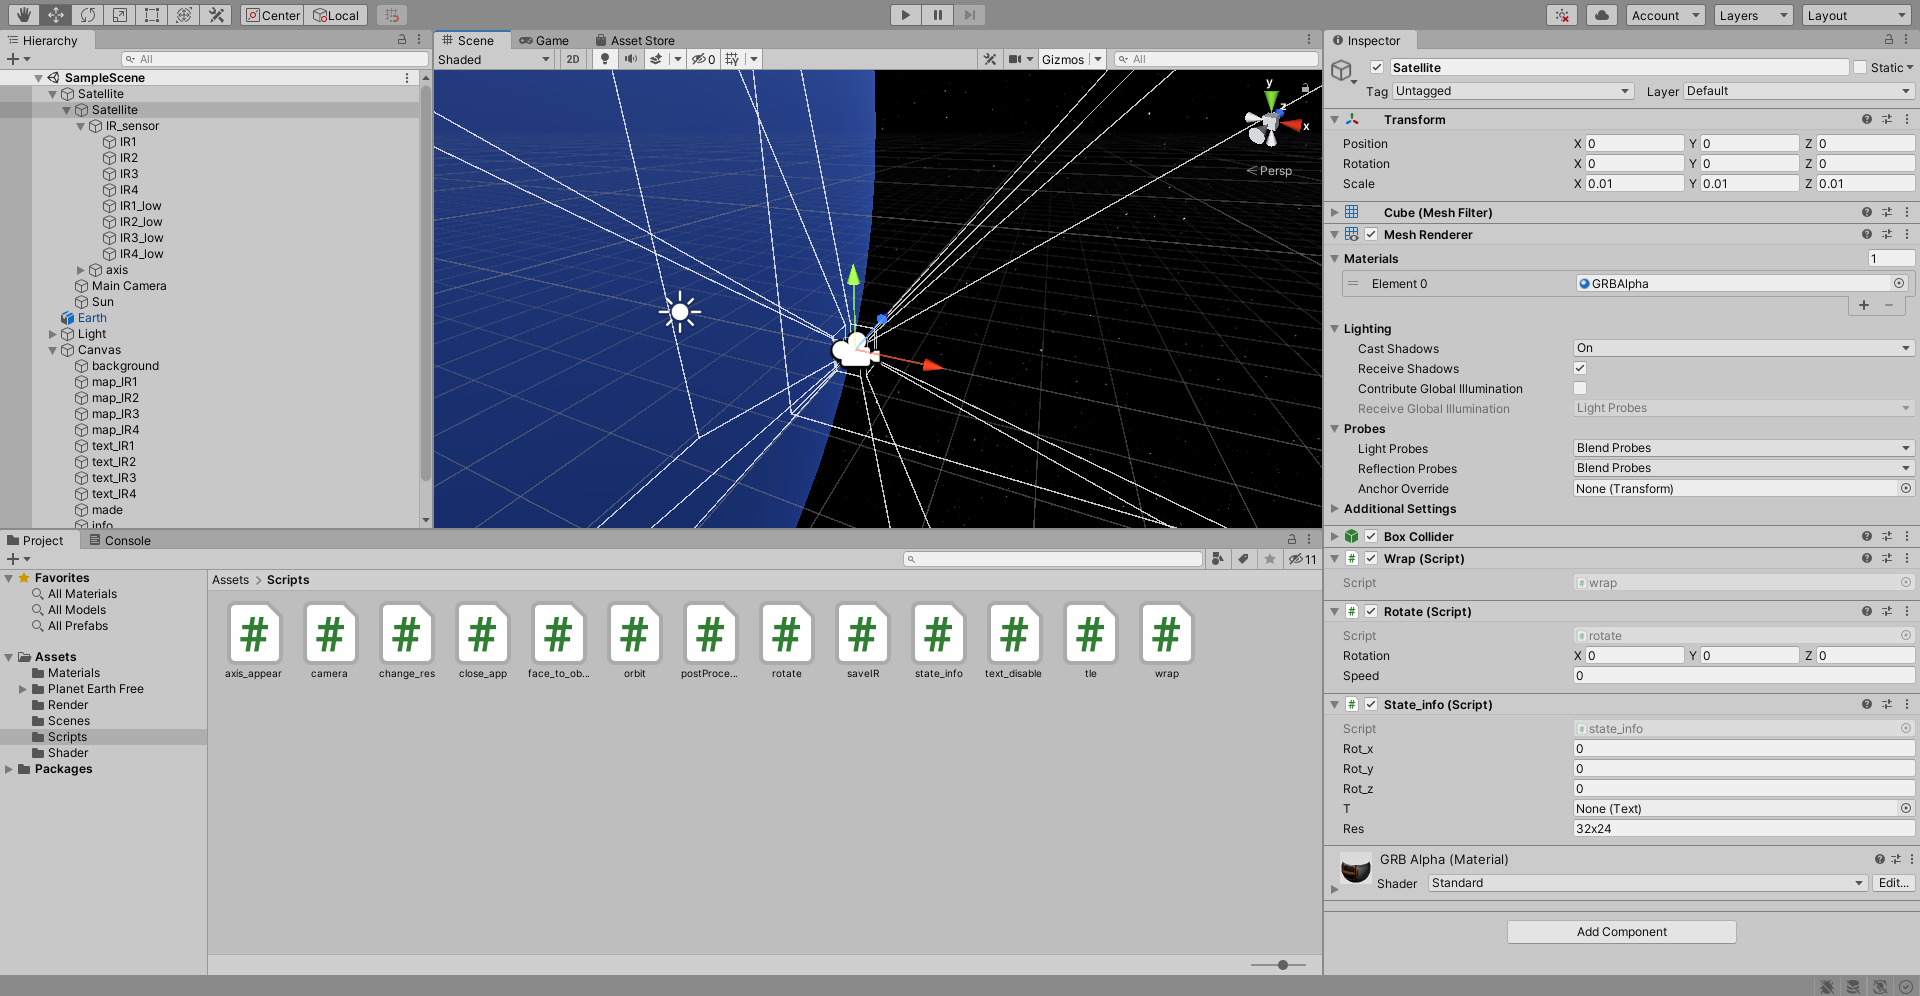 Center
Local
Account
Layers
Layout
Hierarchy
All
SampleScene
Satellite
Satellite
IR_sensor
IR1
IR2
IR3
IR4
IR1_low
IR2_low
IR3_low
IR4_low
axis
Main Camera
Sun
Earth
Light
Canvas
background
map_IR1
map_IR2
map_IR3
map_IR4
text_IR1
text_IR2
text_IR3
text_IR4
made
info
Scene
Game
Asset Store
Shaded
2D
0
Gizmos
All
y
z
x
Persp
Project
Console
11
Favorites
All Materials
All Models
All Prefabs
Assets
Materials
Planet Earth Free
Render
Scenes
Scripts
Shader
Packages
Assets > Scripts
axis_appear
camera
change_res
close_app
face_to_ob...
orbit
postProce...
rotate
saveIR
state_info
text_disable
tle
wrap
Inspector
Satellite
Static
Tag Untagged
Layer Default
Transform
Position X 0 Y 0 Z 0
Rotation X 0 Y 0 Z 0
Scale X 0.01 Y 0.01 Z 0.01
Cube (Mesh Filter)
Mesh Renderer
Materials 1
Element 0 GRBAlpha
Lighting
Cast Shadows On
Receive Shadows
Contribute Global Illumination
Receive Global Illumination Light Probes
Probes
Light Probes Blend Probes
Reflection Probes Blend Probes
Anchor Override None (Transform)
Additional Settings
Box Collider
Wrap (Script)
Script wrap
Rotate (Script)
Script rotate
Rotation X 0 Y 0 Z 0
Speed 0
State_info (Script)
Script state_info
Rot_x 0
Rot_y 0
Rot_z 0
T None (Text)
Res 32x24
GRB Alpha (Material)
Shader Standard Edit...
Add Component